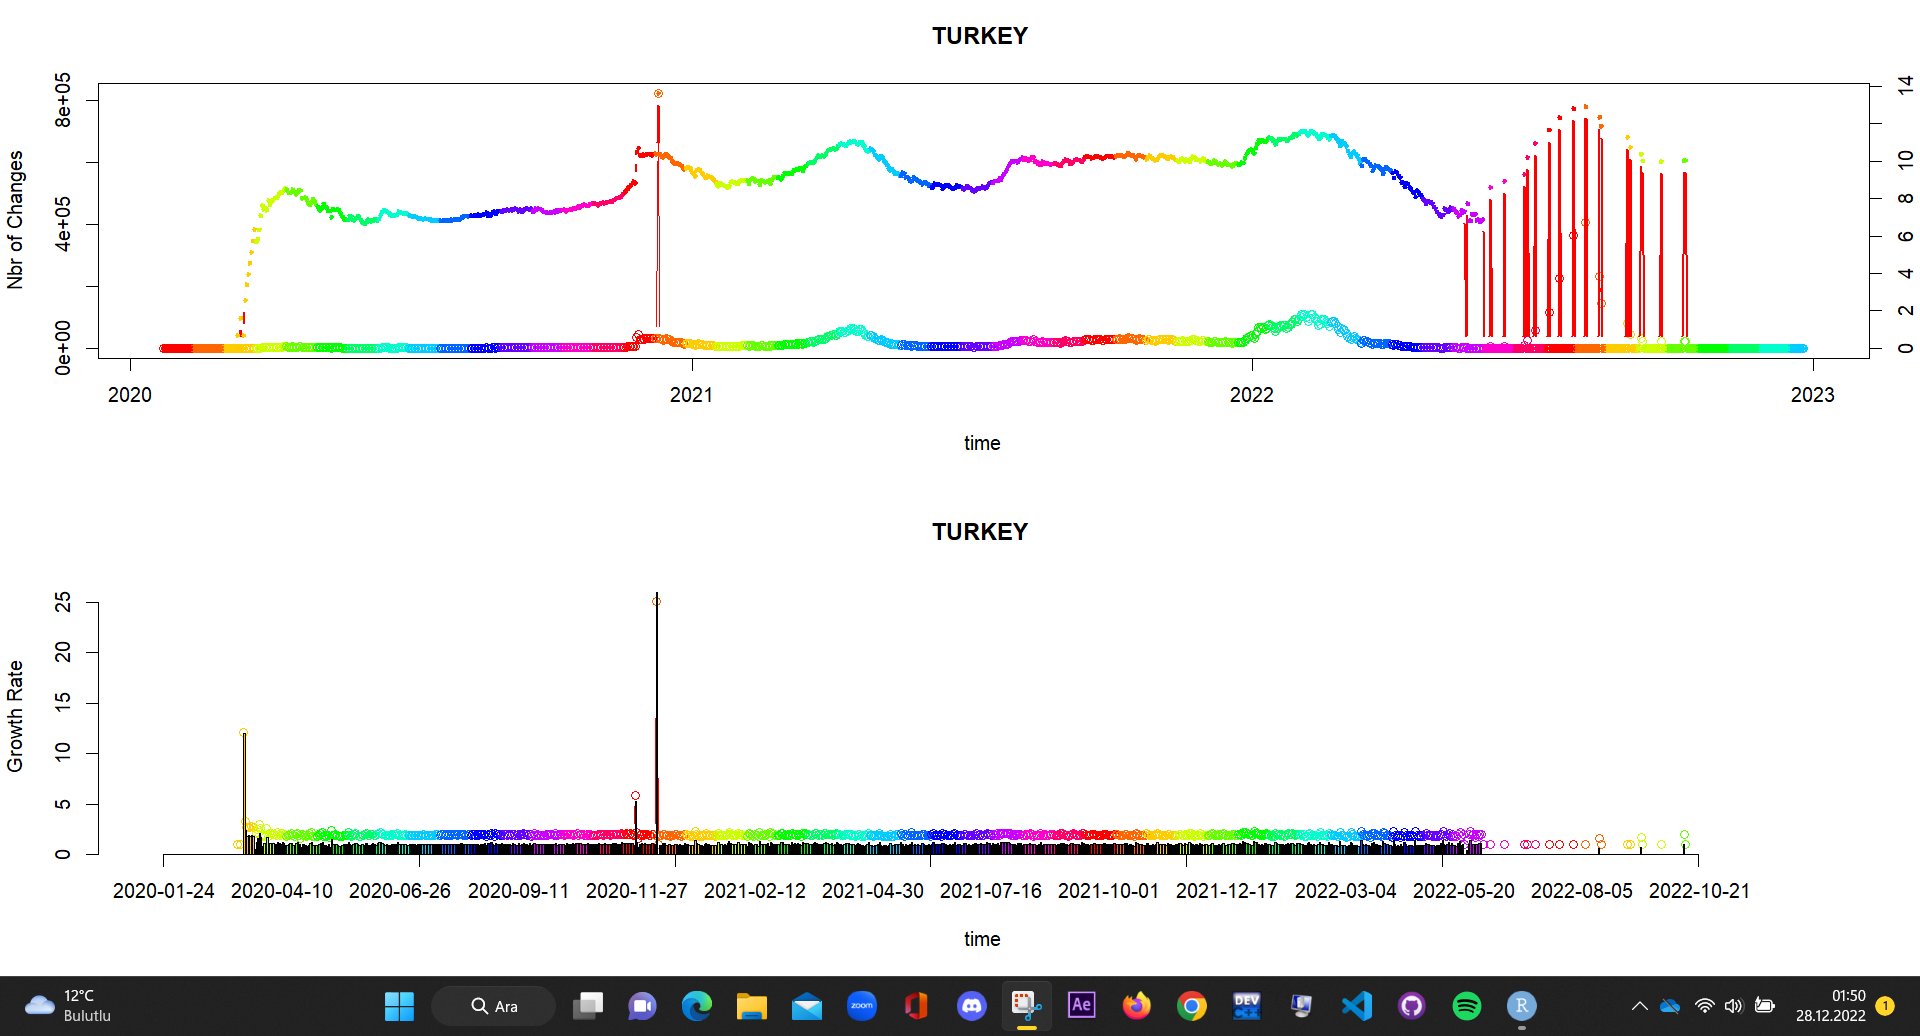 TURKEY
Nbr of Changes
0e+00 4e+05 8e+05
0 2 4 6 8 10 14
2020 2021 2022 2023
time
TURKEY
Growth Rate
0 5 10 15 20 25
2020-01-24 2020-04-10 2020-06-26 2020-09-11 2020-11-27 2021-02-12 2021-04-30 2021-07-16 2021-10-01 2021-12-17 2022-03-04 2022-05-20 2022-08-05 2022-10-21
time
12°C
Bulutlu
Ara
zoom
Ae
DEV
C++
R
01:50
28.12.2022
1